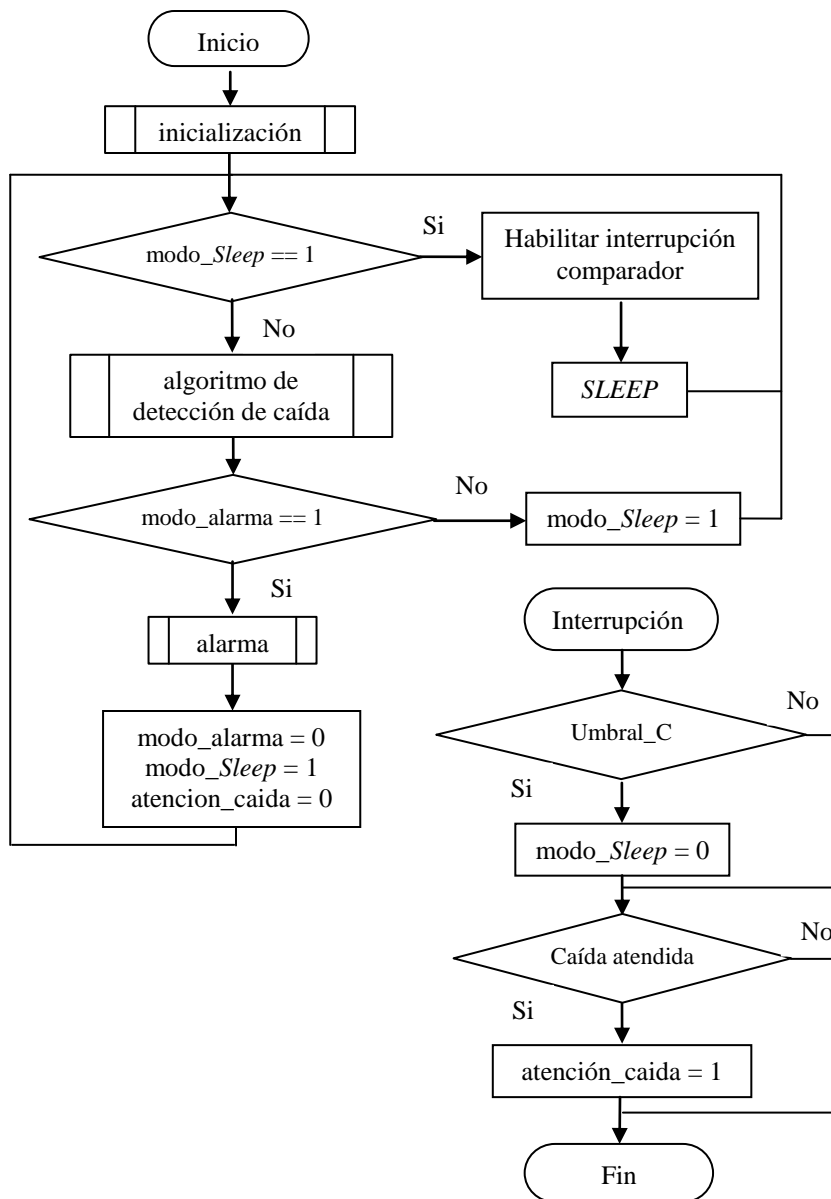 Inicio
inicialización
modo_Sleep == 1
Si
Habilitar interrupción
comparador
No
SLEEP
algoritmo de
detección de caída
modo_alarma == 1
No
modo_Sleep = 1
Si
alarma
modo_alarma = 0
modo_Sleep = 1
atencion_caida = 0
Interrupción
Umbral_C
No
Si
modo_Sleep = 0
Caída atendida
No
Si
atención_caida = 1
Fin